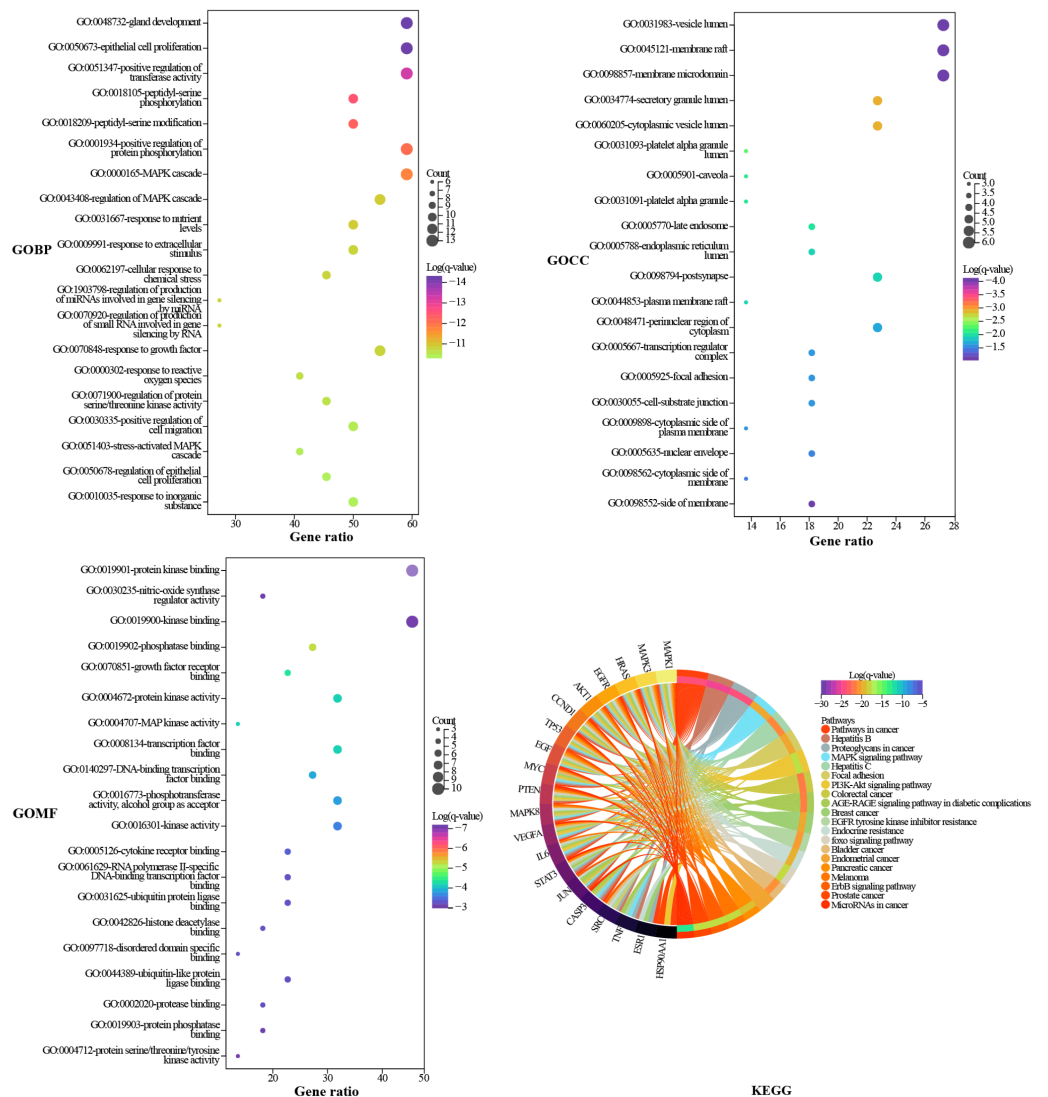 GO:0048732-gland development
GO:0050673-epithelial cell proliferation
GO:0051347-positive regulation of
transferase activity
GO:0018105-peptidyl-serine
phosphorylation
GO:0018209-peptidyl-serine modification
GO:0001934-positive regulation of
protein phosphorylation
GO:0000165-MAPK cascade
GO:0043408-regulation of MAPK cascade
GO:0031667-response to nutrient
levels
GO:0009991-response to extracellular
stimulus
GO:0062197-cellular response to
chemical stress
GO:1903798-regulation of production
of miRNAs involved in gene silencing
by miRNA
GO:0070920-regulation of production
of small RNA involved in gene
silencing by RNA
GO:0070848-response to growth factor
GO:0000302-response to reactive
oxygen species
GO:0071900-regulation of protein
serine/threonine kinase activity
GO:0030335-positive regulation of
cell migration
GO:0051403-stress-activated MAPK
cascade
GO:0050678-regulation of epithelial
cell proliferation
GO:0010035-response to inorganic
substance
GOBP
30 40 50 60
Gene ratio
Count
6
7
8
9
10
11
12
13
Log(q-value)
−14
−13
−12
−11
GO:0031983-vesicle lumen
GO:0045121-membrane raft
GO:0098857-membrane microdomain
GO:0034774-secretory granule lumen
GO:0060205-cytoplasmic vesicle lumen
GO:0031093-platelet alpha granule
lumen
GO:0005901-caveola
GO:0031091-platelet alpha granule
GO:0005770-late endosome
GO:0005788-endoplasmic reticulum
lumen
GO:0098794-postsynapse
GO:0044853-plasma membrane raft
GO:0048471-perinuclear region of
cytoplasm
GO:0005667-transcription regulator
complex
GO:0005925-focal adhesion
GO:0030055-cell-substrate junction
GO:0009898-cytoplasmic side of
plasma membrane
GO:0005635-nuclear envelope
GO:0098562-cytoplasmic side of
membrane
GO:0098552-side of membrane
GOCC
14 16 18 20 22 24 26 28
Gene ratio
Count
3.0
3.5
4.0
4.5
5.0
5.5
6.0
Log(q-value)
−4.0
−3.5
−3.0
−2.5
−2.0
−1.5
GO:0019901-protein kinase binding
GO:0030235-nitric-oxide synthase
regulator activity
GO:0019900-kinase binding
GO:0019902-phosphatase binding
GO:0070851-growth factor receptor
binding
GO:0004672-protein kinase activity
GO:0004707-MAP kinase activity
GO:0008134-transcription factor
binding
GO:0140297-DNA-binding transcription
factor binding
GO:0016773-phosphotransferase
activity, alcohol group as acceptor
GO:0016301-kinase activity
GO:0005126-cytokine receptor binding
GO:0061629-RNA polymerase II-specific
DNA-binding transcription factor
binding
GO:0031625-ubiquitin protein ligase
binding
GO:0042826-histone deacetylase
binding
GO:0097718-disordered domain specific
binding
GO:0044389-ubiquitin-like protein
ligase binding
GO:0002020-protease binding
GO:0019903-protein phosphatase
binding
GO:0004712-protein serine/threonine/tyrosine
kinase activity
GOMF
20 30 40 50
Gene ratio
Count
3
4
5
6
7
8
9
10
Log(q-value)
−7
−6
−5
−4
−3
MAPK1
MAPK3
HRAS
EGFR
AKT1
CCND1
TP53
EGF
MYC
PTEN
MAPK8
VEGFA
IL6
STAT3
JUN
CASP3
SRC
TNF
ESR1
HSP90AA1
Log(q-value)
−30 −25 −20 −15 −10 −5
Pathways
Pathways in cancer
Hepatitis B
Proteoglycans in cancer
MAPK signaling pathway
Hepatitis C
Focal adhesion
PI3K-Akt signaling pathway
Colorectal cancer
AGE-RAGE signaling pathway in diabetic complications
Breast cancer
EGFR tyrosine kinase inhibitor resistance
Endocrine resistance
foxo signaling pathway
Bladder cancer
Endometrial cancer
Pancreatic cancer
Melanoma
ErbB signaling pathway
Prostate cancer
MicroRNAs in cancer
KEGG